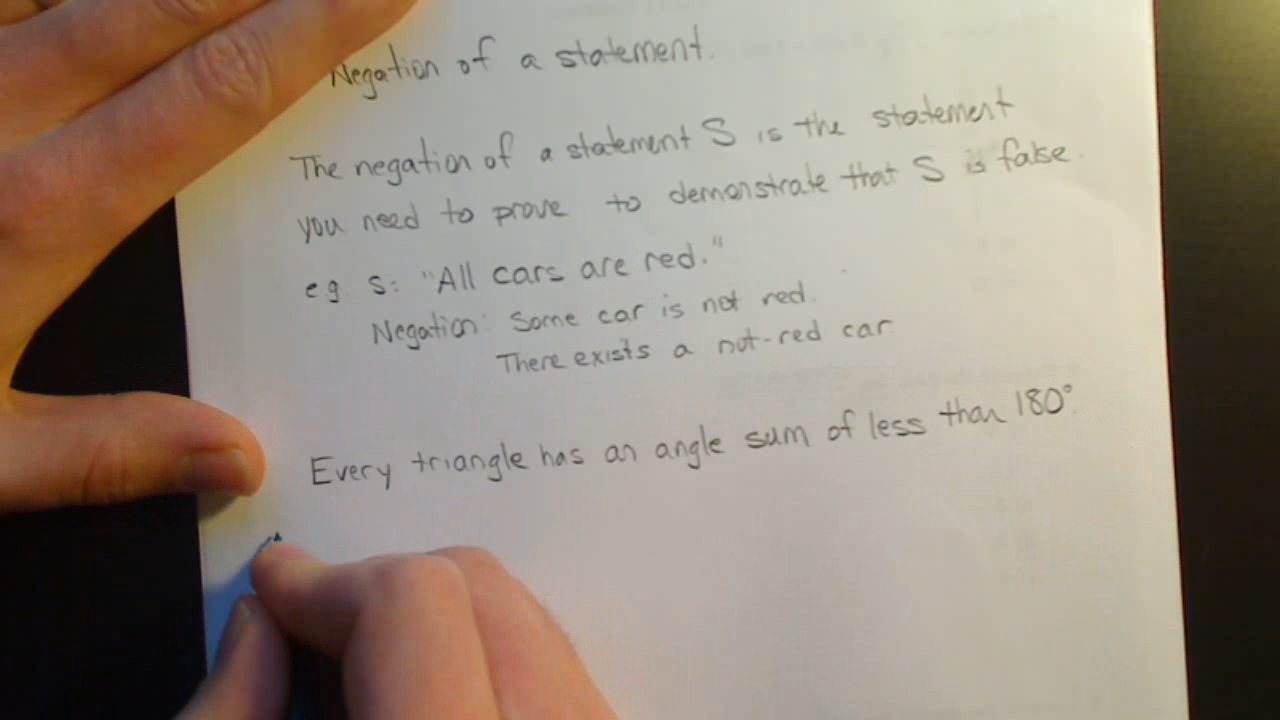 Negation of a statement.
The negation of a statement S is the statement
you need to prove to demonstrate that S is false.
eg S: "All cars are red."
Negation: Some car is not red.
There exists a not-red car.
Every triangle has an angle sum of less than 180°.